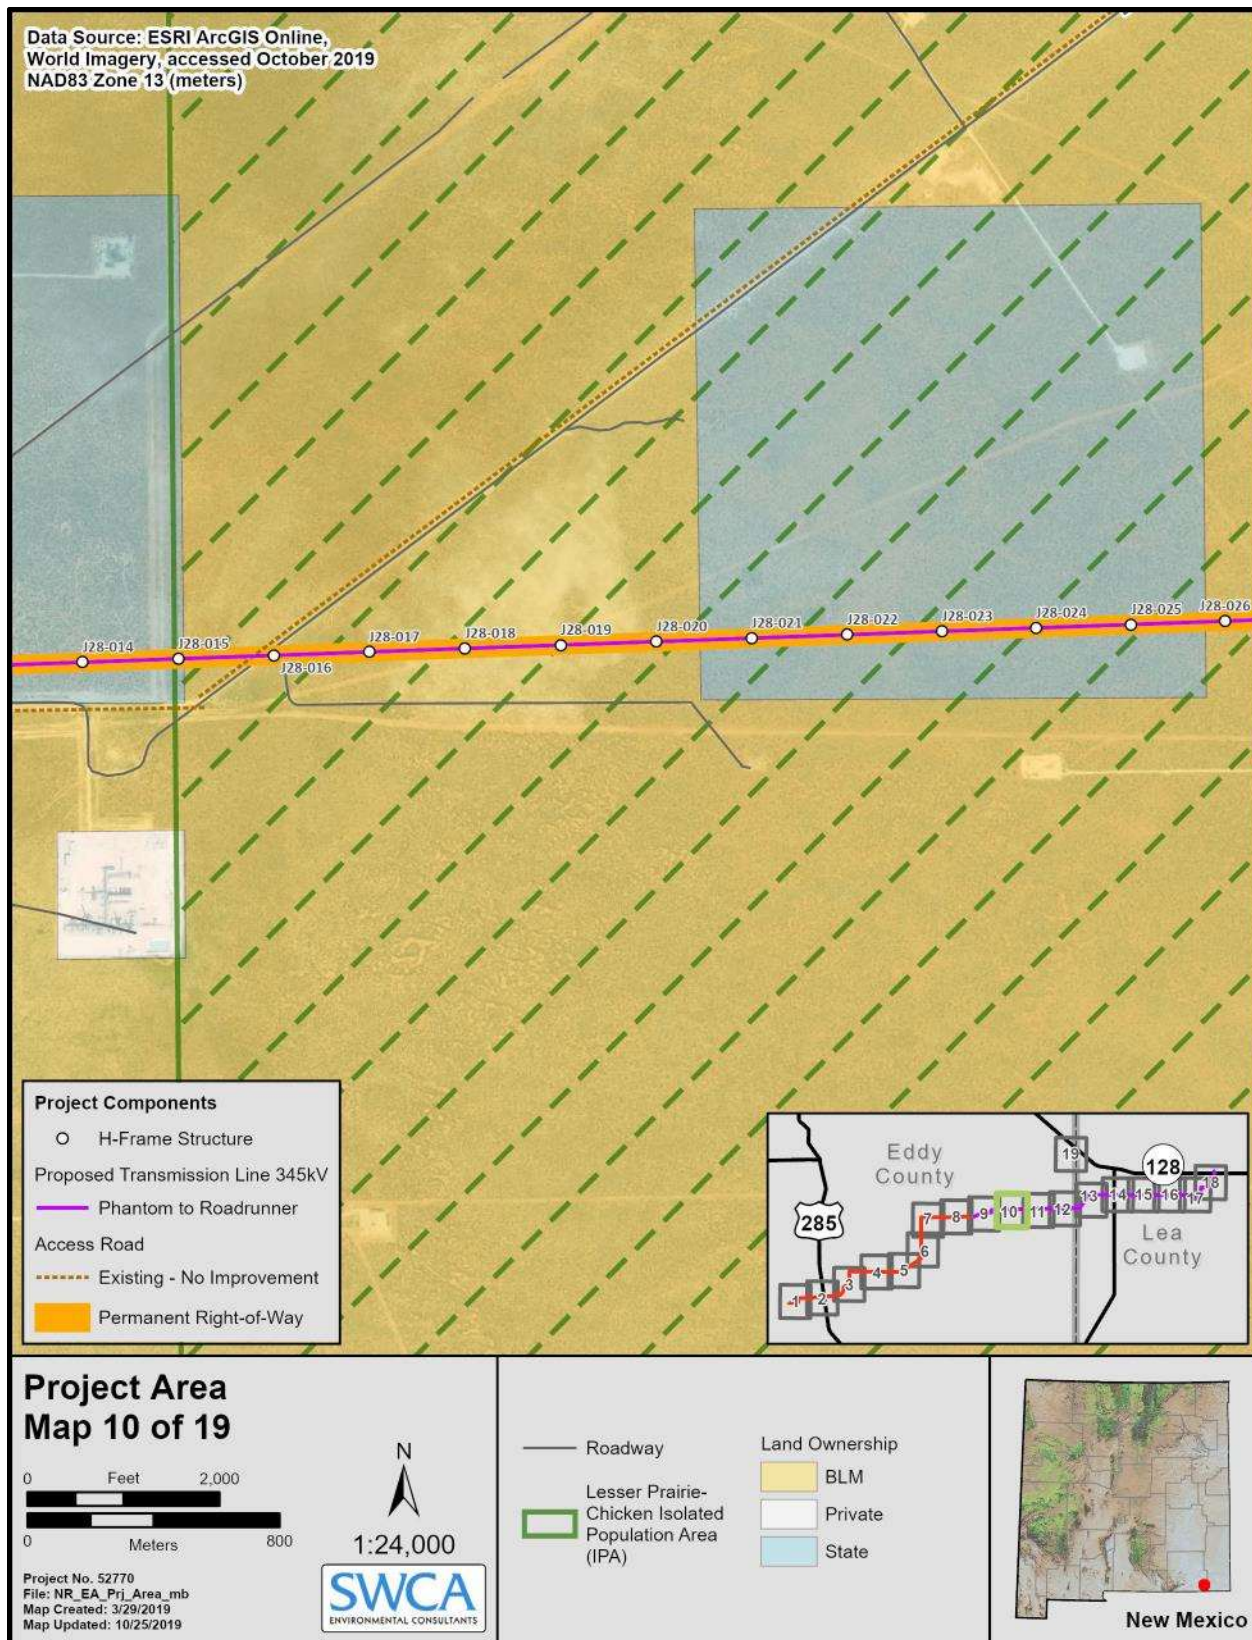 Data Source: ESRI ArcGIS Online,
World Imagery, accessed October 2019
NAD83 Zone 13 (meters)
J28-014
J28-015
J28-016
J28-017
J28-018
J28-019
J28-020
J28-021
J28-022
J28-023
J28-024
J28-025
J28-026
Project Components
H-Frame Structure
Proposed Transmission Line 345kV
Phantom to Roadrunner
Access Road
Existing - No Improvement
Permanent Right-of-Way
Eddy
County
285
128
Lea
County
1
2
3
4
5
6
7
8
9
10
11
12
13
14
15
16
17
18
19
Project Area
Map 10 of 19
0 Feet 2,000
0 Meters 800
N
1:24,000
Project No. 52770
File: NR_EA_Prj_Area_mb
Map Created: 3/29/2019
Map Updated: 10/25/2019
SWCA
ENVIRONMENTAL CONSULTANTS
Roadway
Lesser Prairie-
Chicken Isolated
Population Area
(IPA)
Land Ownership
BLM
Private
State
New Mexico